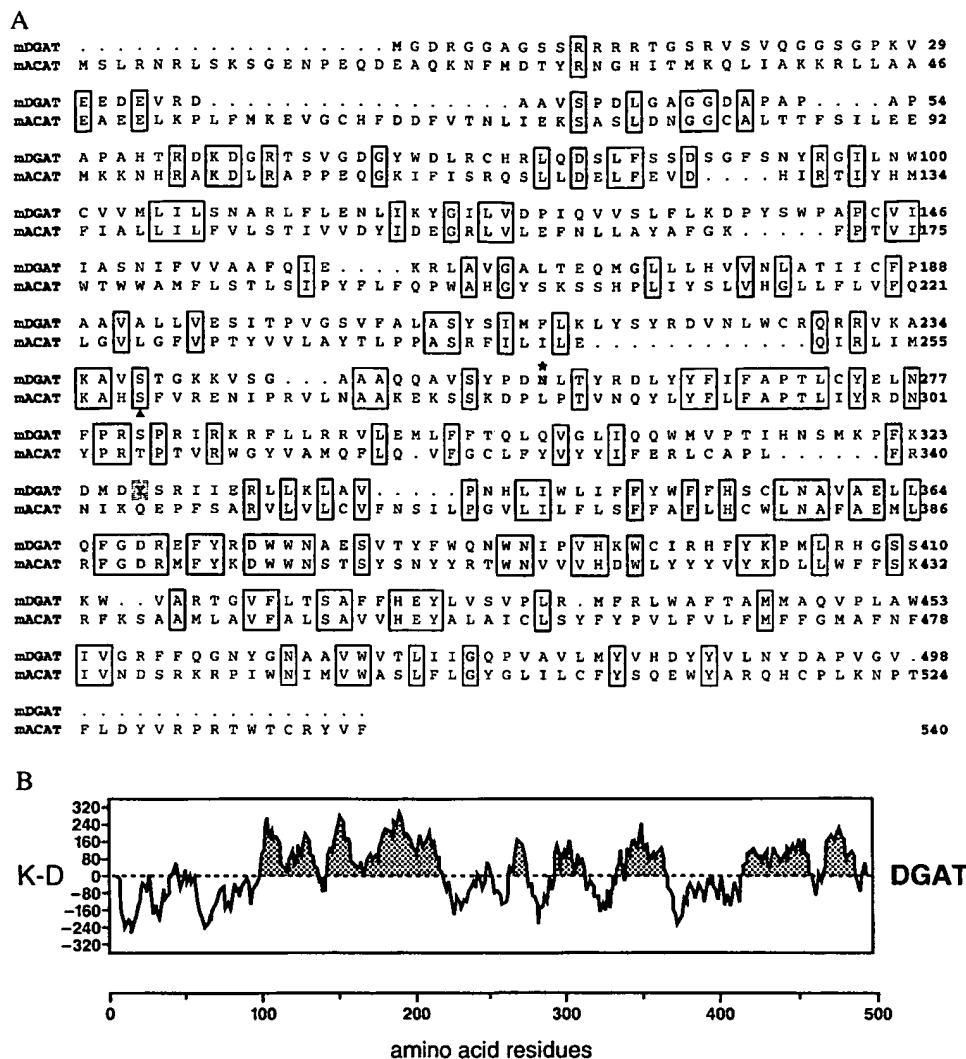 A
mDGAT . . . . . . . . . . . . . . . . . M G D R G G A G S S R R R R T G S R V S V Q G G S G P K V 29
mACAT M S L R N R L S K S G E N P E Q D E A Q K N F M D T Y R N G H I T M K Q L I A K K R L L A A 46
mDGAT E E D E V R D . . . . . . . . . . . . . . . . . A A V S P D L G A G G D A P A P . . . . A P 54
mACAT E A E E L K P L F M K E V G C H F D D F V T N L I E K S A S L D N G G C A L T T F S I L E E 92
mDGAT A P A H T R D K D G R T S V G D G Y W D L R C H R L Q D S L F S S D S G F S N Y R G I L N W 100
mACAT M K K N H R A K D L R A P P E Q G K I F I S R Q S L L D E L F E V D . . . . H I R T I Y H M 134
mDGAT C V V M L I L S N A R L F L E N L I K Y G I L V D P I Q V V S L F L K D P Y S W P A P C V I 146
mACAT F I A L L I L F V L S T I V V D Y I D E G R L V L E F N L L A Y A F G K . . . . . F P T V I 175
mDGAT I A S N I F V V A A F Q I E . . . . K R L A V G A L T E Q M G L L L H V V N L A T I I C F P 188
mACAT W T W W A M F L S T L S I P Y F L F Q P W A H G Y S K S S H P L I Y S L V H G L L F L V F Q 221
mDGAT A A V A L L V E S I T P V G S V F A L A S Y S I M F L K L Y S Y R D V N L W C R Q R R V K A 234
mACAT L G V L G F V P T Y V V L A Y T L P P A S R F I L I L E . . . . . . . . . . . . Q I R L I M 255
★
mDGAT K A V S T G K K V S G . . . A A A Q Q A V S Y P D N L T Y R D L Y Y F I F A P T L C Y E L N 277
mACAT K A H S F V R E N I P R V L N A A K E K S S K D P L P T V N Q Y L Y F L F A P T L I Y R D N 301
▲
mDGAT F P R S P R I R K R F L L R R V L E M L F F T Q L Q V G L I Q Q W M V P T I H N S M K P F K 323
mACAT Y P R T P T V R W G Y V A M Q F L Q . V F G C L F Y V Y Y I F E R L C A P L . . . . . . F R 340
mDGAT D M D Y S R I I E R L L K L A V . . . . . P N H L I W L I F F Y W F F H S C L N A V A E L L 364
mACAT N I K Q E P F S A R V L V L C V F N S I L P G V L I L F L S F F A F L H C W L N A F A E M L 386
mDGAT Q F G D R E F Y R D W W N A E S V T Y F W Q N W N I P V H K W C I R H F Y K P M L R H G S S 410
mACAT R F G D R M F Y K D W W N S T S Y S N Y Y R T W N V V V H D W L Y Y Y V Y K D L L W F F S K 432
mDGAT K W . . V A R T G V F L T S A F F H E Y L V S V P L R . M F R L W A F T A M M A Q V P L A W 453
mACAT R F K S A A M L A V F A L S A V V H E Y A L A I C L S Y F Y P V L F V L F M F F G M A F N F 478
mDGAT I V G R F F Q G N Y G N A A V W V T L I I G Q P V A V L M Y V H D Y Y V L N Y D A P V G V . 498
mACAT I V N D S R K R P I W N I M V W A S L F L G Y G L I L C F Y S Q E W Y A R Q H C P L K N P T 524
mDGAT . . . . . . . . . . . . . . . .
mACAT F L D Y V R P R T W T C R Y V F 540
B
320
240
160
80
0
-80
-160
-240
-320
K-D
DGAT
0 100 200 300 400 500
amino acid residues